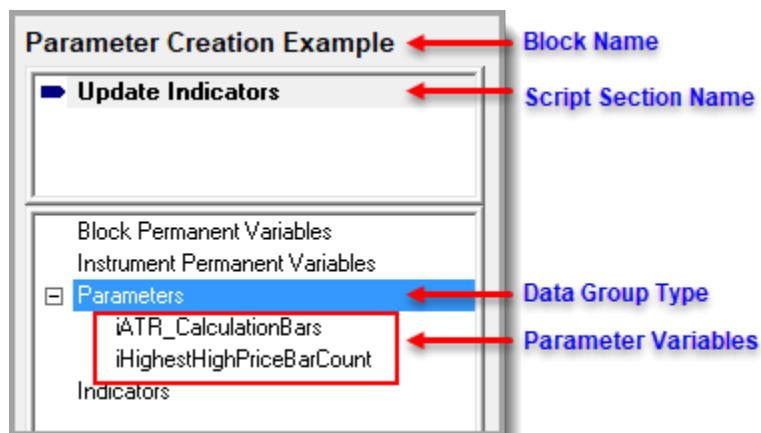 Parameter Creation Example
Block Name
Update Indicators
Script Section Name
Block Permanent Variables
Instrument Permanent Variables
Parameters
Data Group Type
iATR_CalculationBars
iHighestHighPriceBarCount
Parameter Variables
Indicators